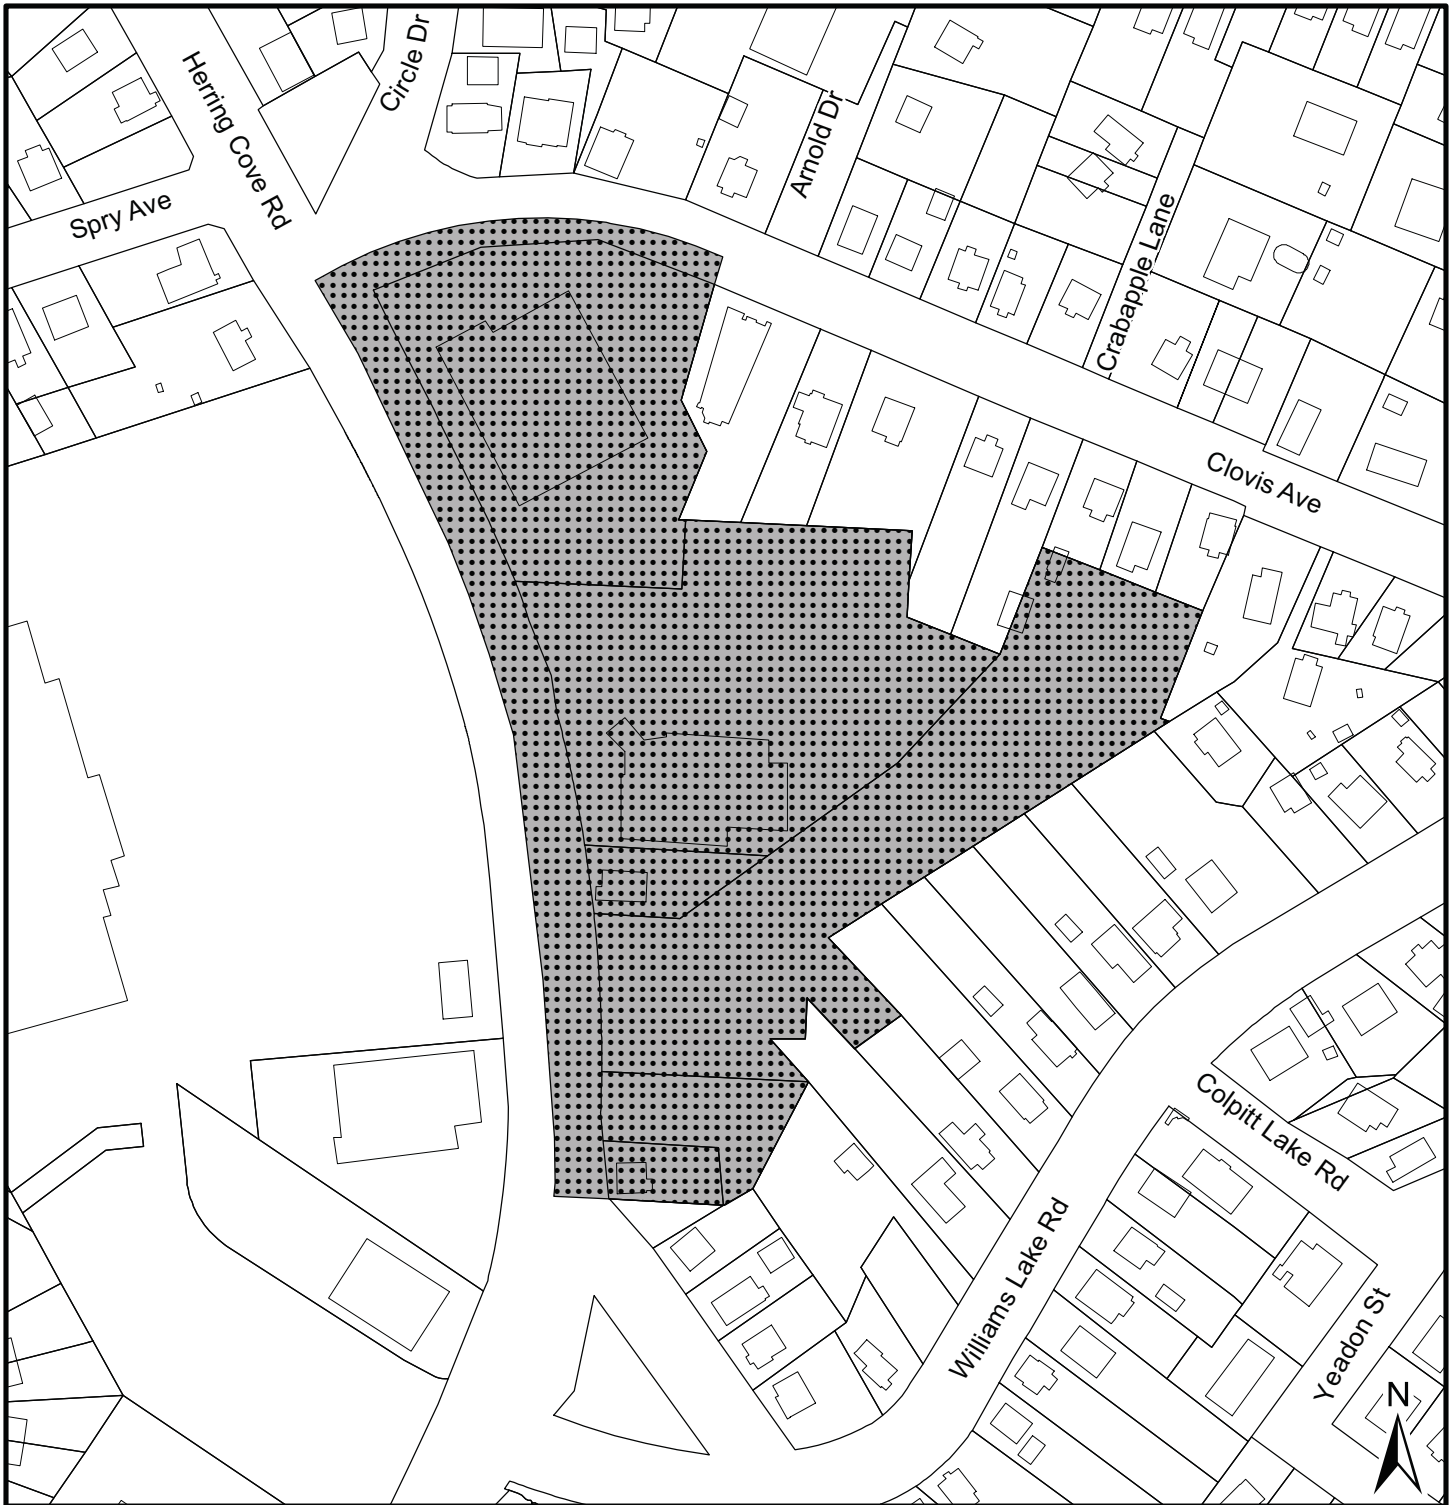 Circle Dr
Herring Cove Rd
Arnold Dr
Spry Ave
Crabapple Lane
Clovis Ave
Colpitt Lake Rd
Williams Lake Rd
Yeadon St
N